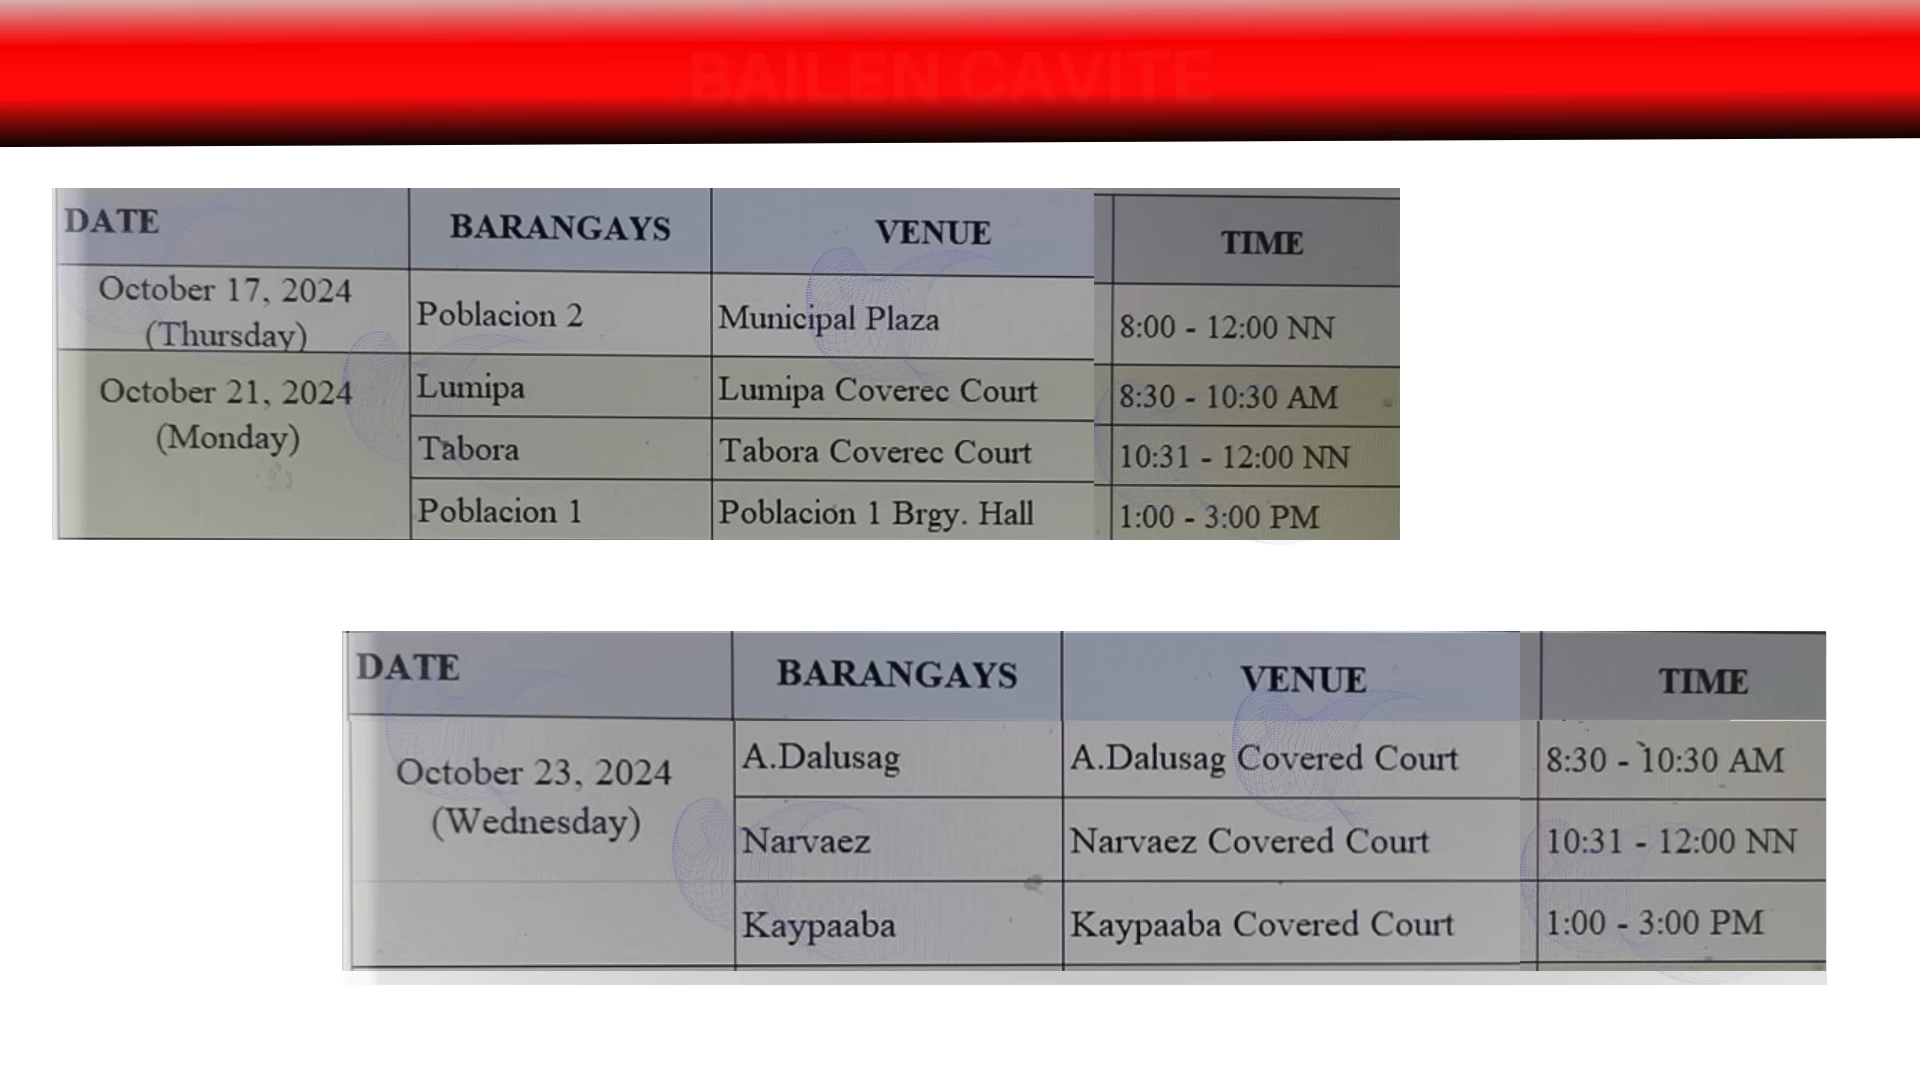 BAILEN CAVITE
DATE BARANGAYS VENUE TIME
October 17, 2024
(Thursday) Poblacion 2 Municipal Plaza 8:00 - 12:00 NN
October 21, 2024
(Monday) Lumipa Lumipa Coverec Court 8:30 - 10:30 AM
Tabora Tabora Coverec Court 10:31 - 12:00 NN
Poblacion 1 Poblacion 1 Brgy. Hall 1:00 - 3:00 PM
DATE BARANGAYS VENUE TIME
October 23, 2024
(Wednesday) A.Dalusag A.Dalusag Covered Court 8:30 - 10:30 AM
Narvaez Narvaez Covered Court 10:31 - 12:00 NN
Kaypaaba Kaypaaba Covered Court 1:00 - 3:00 PM